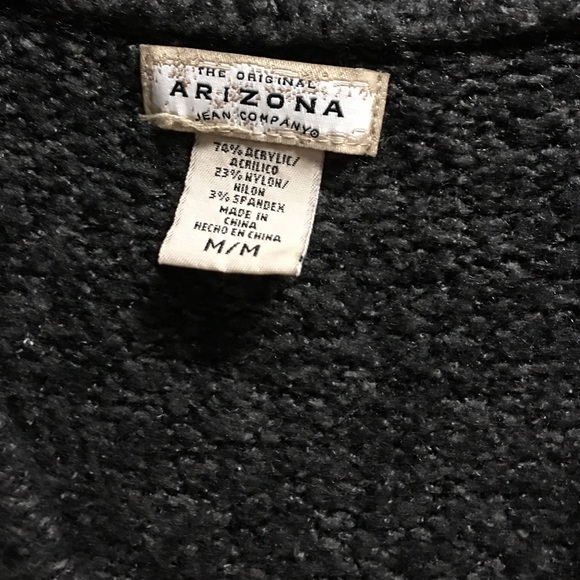 THE ORIGINAL
ARIZONA
JEAN COMPANY®
74% ACRYLIC/
ACRILICO
23% NYLON/
NILON
3% SPANDEX
MADE IN
CHINA
HECHO EN CHINA
M/M